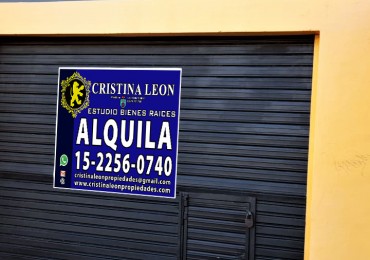 CRISTINA LEON
ESTUDIO BIENES RAICES
ALQUILA
15-2256-0740
cristinaleonpropiedades@gmail.com
www.cristinaleonpropiedades.com